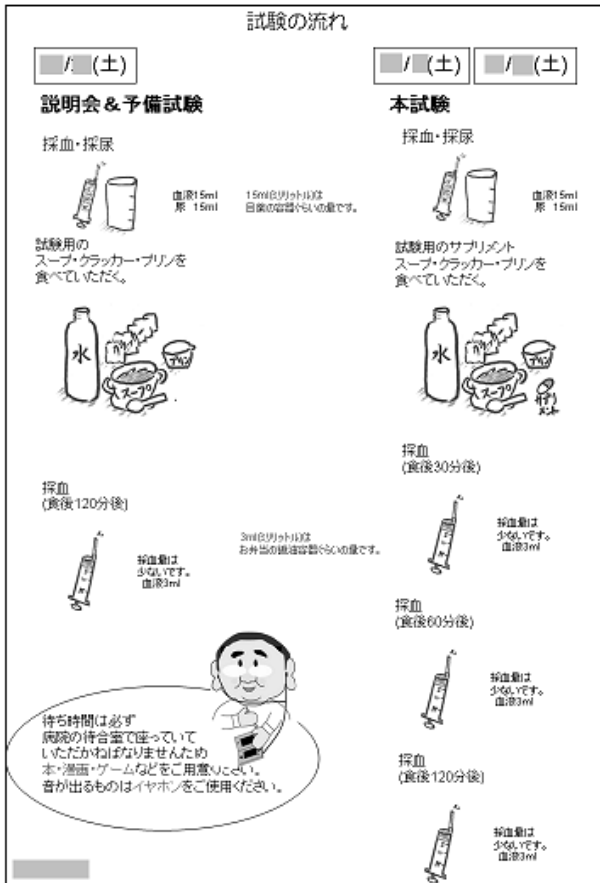 試験の流れ
/ (土)
説明会&予備試験
採血・採尿
血液15ml
尿 15ml
15ml(ミリリットル)は
目薬の容器ぐらいの量です。
試験用の
スープ・クラッカー・プリンを
食べていただく。
水
プリン
スープ
採血
(食後120分後)
採血量は
少ないです。
血液3ml
3ml(ミリリットル)は
お弁当の醤油容器ぐらいの量です。
待ち時間は必ず
病院の待合室で座っていて
いただかねばなりませんため
本・漫画・ゲームなどをご用意ください。
音が出るものはイヤホンをご使用ください。
/ (土) / (土)
本試験
採血・採尿
血液15ml
尿 15ml
試験用のサプリメント
スープ・クラッカー・プリンを
食べていただく。
水
プリン
スープ
サプリ
メント
採血
(食後30分後)
採血量は
少ないです。
血液3ml
採血
(食後60分後)
採血量は
少ないです。
血液3ml
採血
(食後120分後)
採血量は
少ないです。
血液3ml